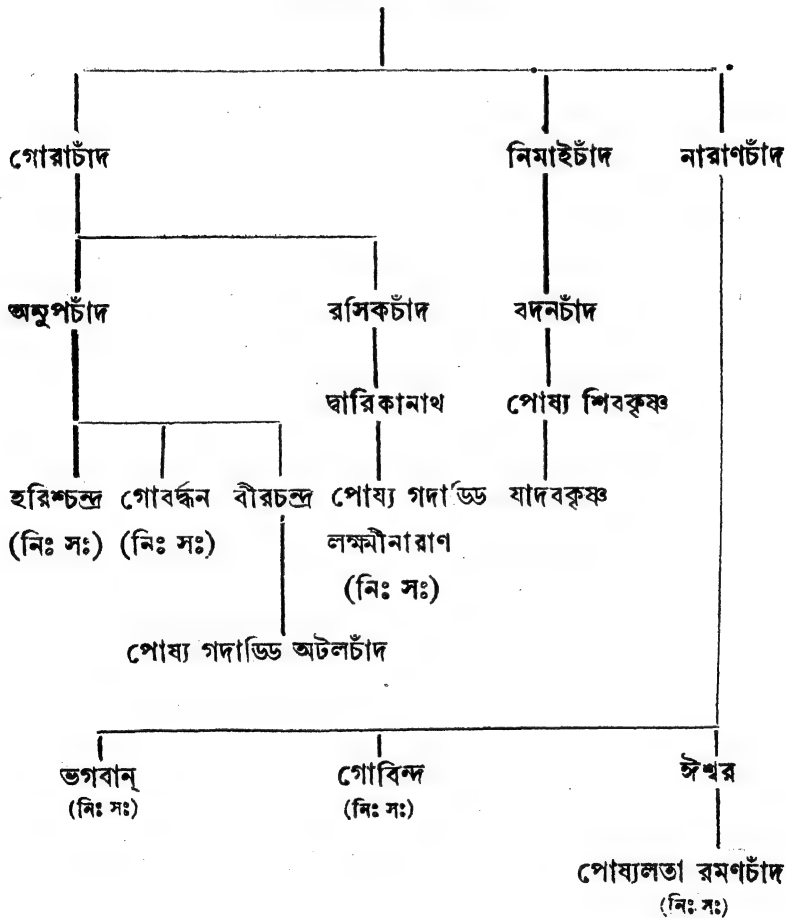 গোরাচাঁদ নিমাইচাঁদ নারাণচাঁদ
অনুপচাঁদ রসিকচাঁদ বদনচাঁদ
দ্বারিকানাথ পোষ্য শিবকৃষ্ণ
হরিশ্চন্দ্র গোবর্দ্ধন বীরচন্দ্র পোষ্য গদাড্ডি যাদবকৃষ্ণ
(নিঃ সঃ) (নিঃ সঃ) লক্ষ্মীনারাণ
(নিঃ সঃ)
পোষ্য গদাড্ডি অটলচাঁদ
ভগবান্ গোবিন্দ ঈশ্বর
(নিঃ সঃ) (নিঃ সঃ)
পোষ্যলতা রমণচাঁদ
(নিঃ সঃ)